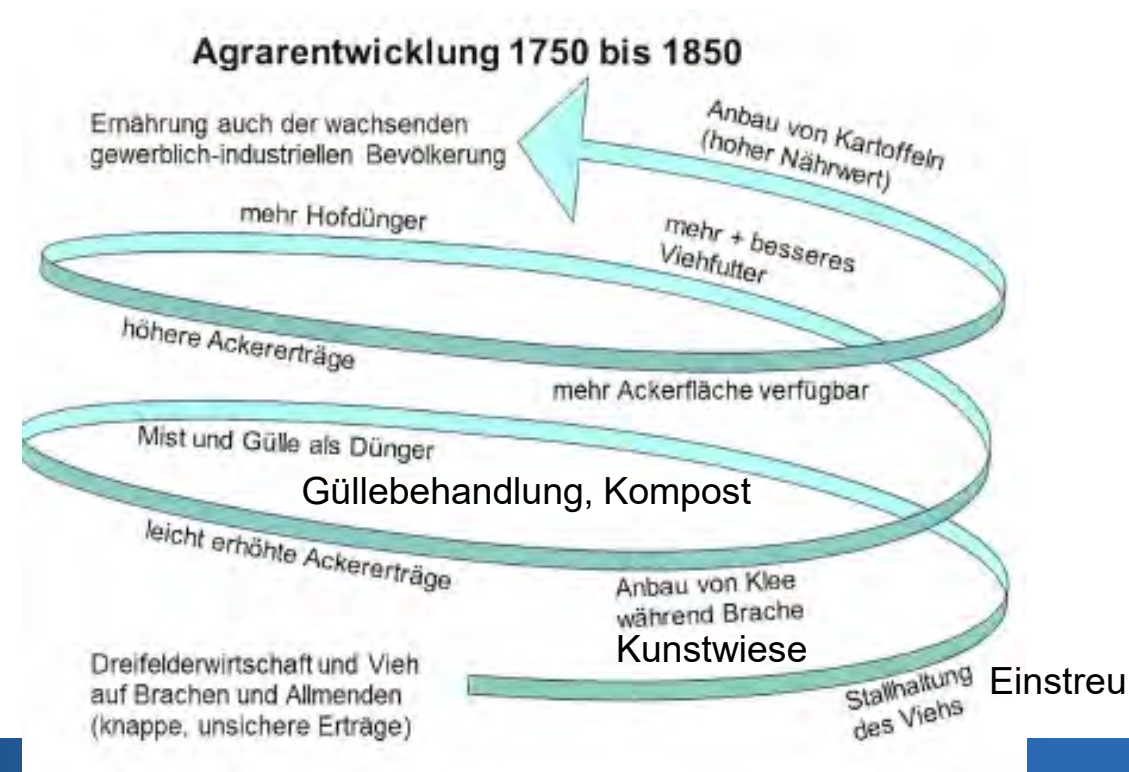 Agrarentwicklung 1750 bis 1850
Ernährung auch der wachsenden
gewerblich-industriellen Bevölkerung
Anbau von Kartoffeln
(hoher Nährwert)
mehr Hofdünger
mehr + besseres
Viehfutter
höhere Ackererträge
mehr Ackerfläche verfügbar
Mist und Gülle als Dünger
Güllebehandlung, Kompost
leicht erhöhte Ackererträge
Anbau von Klee
während Brache
Kunstwiese
Dreifelderwirtschaft und Vieh
auf Brachen und Allmenden
(knappe, unsichere Erträge)
Stallhaltung
des Viehs
Einstreu